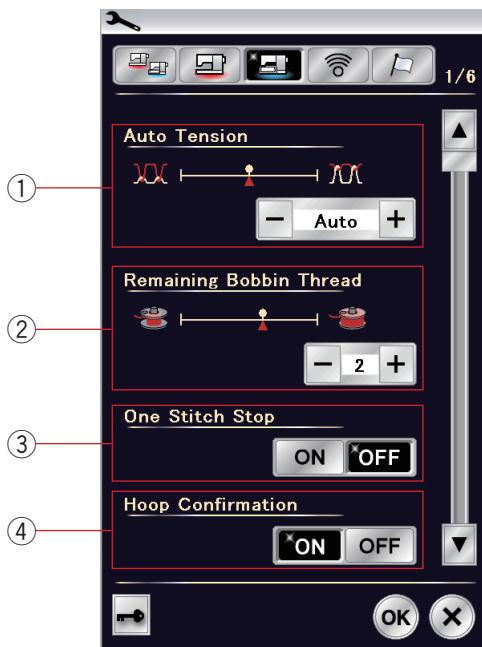 1/6
Auto Tension
① 
− Auto +
Remaining Bobbin Thread
②
− 2 +
One Stitch Stop
③
ON OFF
Hoop Confirmation
④
ON OFF
OK ×